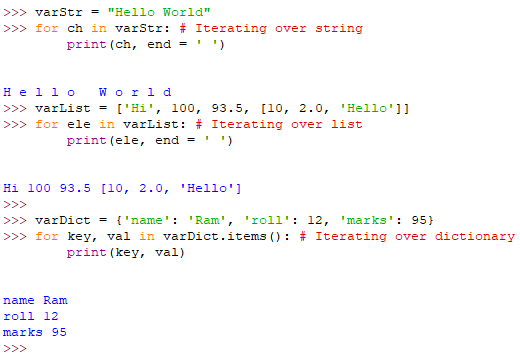 >>> varStr = "Hello World"
>>> for ch in varStr: # Iterating over string
        print(ch, end = ' ')
H e l l o   W o r l d
>>> varList = ['Hi', 100, 93.5, [10, 2.0, 'Hello']]
>>> for ele in varList: # Iterating over list
        print(ele, end = ' ')
Hi 100 93.5 [10, 2.0, 'Hello']
>>>
>>> varDict = {'name': 'Ram', 'roll': 12, 'marks': 95}
>>> for key, val in varDict.items(): # Iterating over dictionary
        print(key, val)
name Ram
roll 12
marks 95
>>>